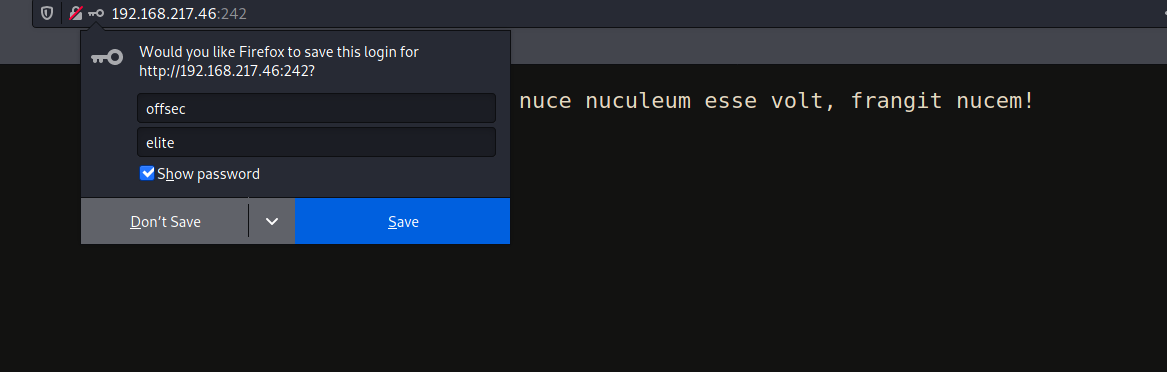 192.168.217.46:242
Would you like Firefox to save this login for
http://192.168.217.46:242?
nuce nuculeum esse volt, frangit nucem!
offsec
elite
Show password
Don't Save
Save